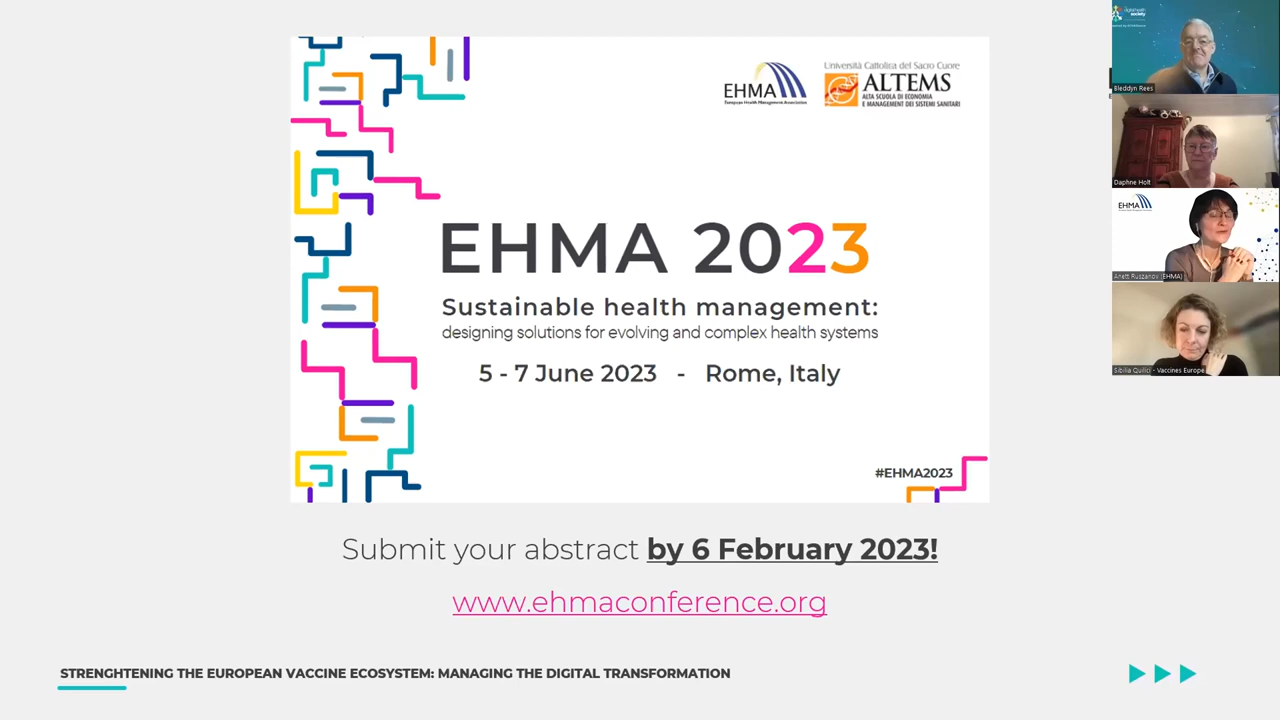 EHMA
European Health Management Association
Università Cattolica del Sacro Cuore
ALTEMS
ALTA SCUOLA DI ECONOMIA
E MANAGEMENT DEI SISTEMI SANITARI
EHMA 2023
Sustainable health management:
designing solutions for evolving and complex health systems
5 - 7 June 2023 - Rome, Italy
#EHMA2023
Submit your abstract by 6 February 2023!
www.ehmaconference.org
STRENGHTENING THE EUROPEAN VACCINE ECOSYSTEM: MANAGING THE DIGITAL TRANSFORMATION
society
Bleddyn Rees
Daphne Holt
EHMA
Anett Ruszanov (EHMA)
Sibilia Quilici - Vaccines Europe